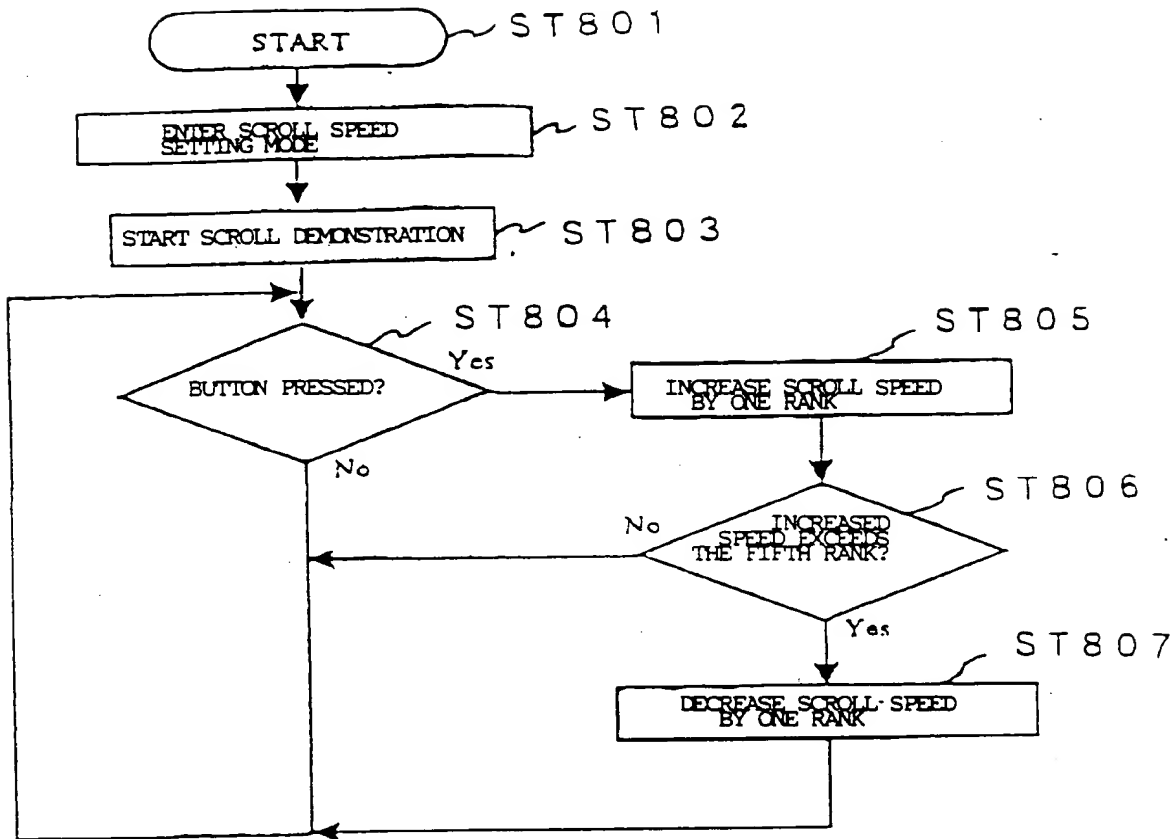 START
ST801
ENTER SCROLL SPEED
SETTING MODE
ST802
START SCROLL DEMONSTRATION
ST803
ST804
BUTTON PRESSED?
Yes
No
ST805
INCREASE SCROLL SPEED
BY ONE RANK
ST806
INCREASED
SPEED EXCEEDS
THE FIFTH RANK?
No
Yes
ST807
DECREASE SCROLL-SPEED
BY ONE RANK